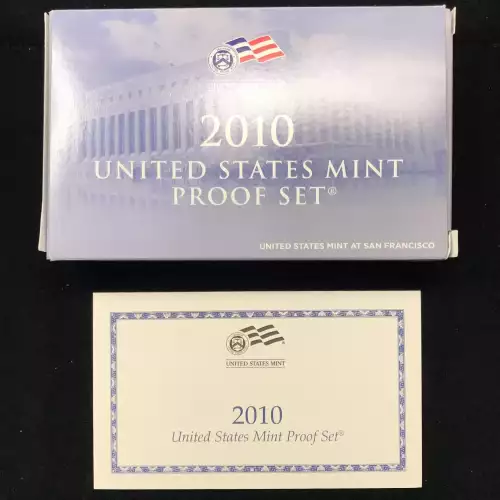 2010
UNITED STATES MINT
PROOF SET®
UNITED STATES MINT AT SAN FRANCISCO
UNITED STATES MINT
2010
United States Mint Proof Set®